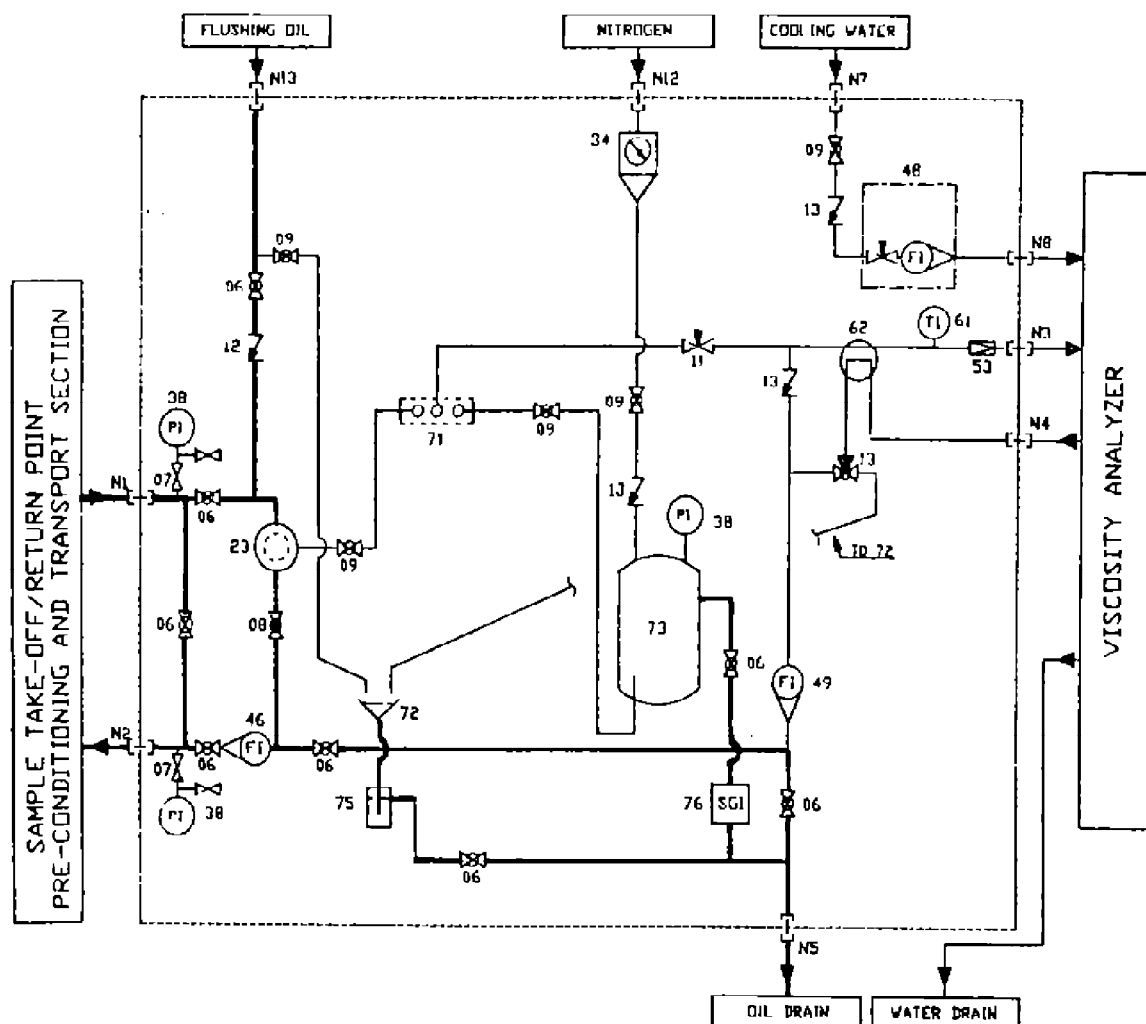 FLUSHING OIL
NITROGEN
COOLING WATER
N13
N12
N7
34
09
48
13
FI
N8
09
06
12
62
TI
61
53
N3
11
13
38
PI
07
71
09
09
N4
N1
06
13
13
TO 72
23
09
PI
38
06
08
73
06
FI
49
72
N2
46
06
FI
06
07
PI
38
75
76
SGI
06
06
N5
SAMPLE TAKE-OFF/RETURN POINT
PRE-CONDITIONING AND TRANSPORT SECTION
VISCOSITY ANALYZER
OIL DRAIN
WATER DRAIN